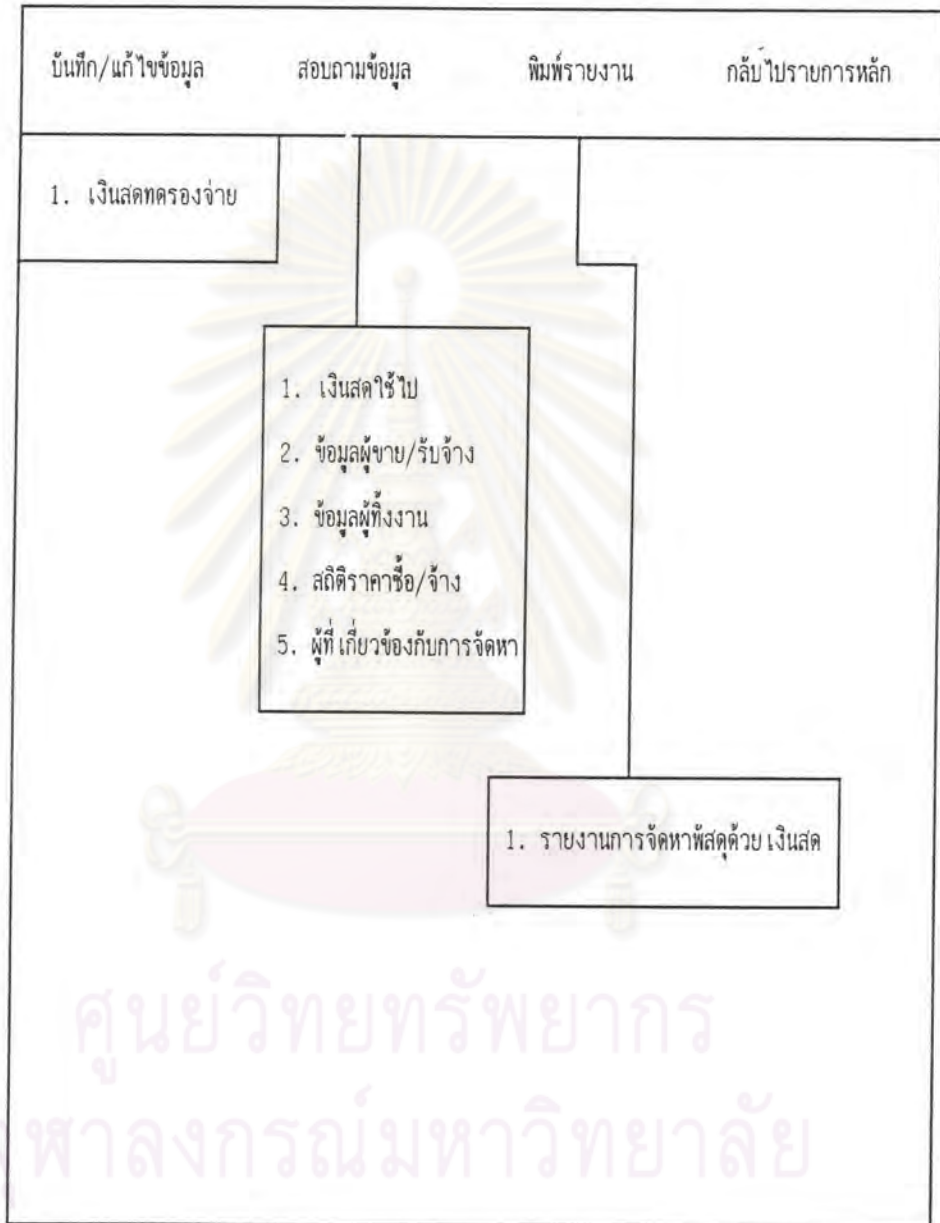 บันทึก/แก้ไขข้อมูล สอบถามข้อมูล พิมพ์รายงาน กลับไปรายการหลัก
1. เงินสดทดรองจ่าย
1. เงินสดใช้ไป
2. ข้อมูลผู้ขาย/รับจ้าง
3. ข้อมูลผู้ทิ้งงาน
4. สถิติราคาซื้อ/จ้าง
5. ผู้ที่เกี่ยวข้องกับการจัดหา
1. รายงานการจัดหาพัสดุด้วยเงินสด
ศูนย์วิทยทรัพยากร
ฬาลงกรณ์มหาวิทยาลัย